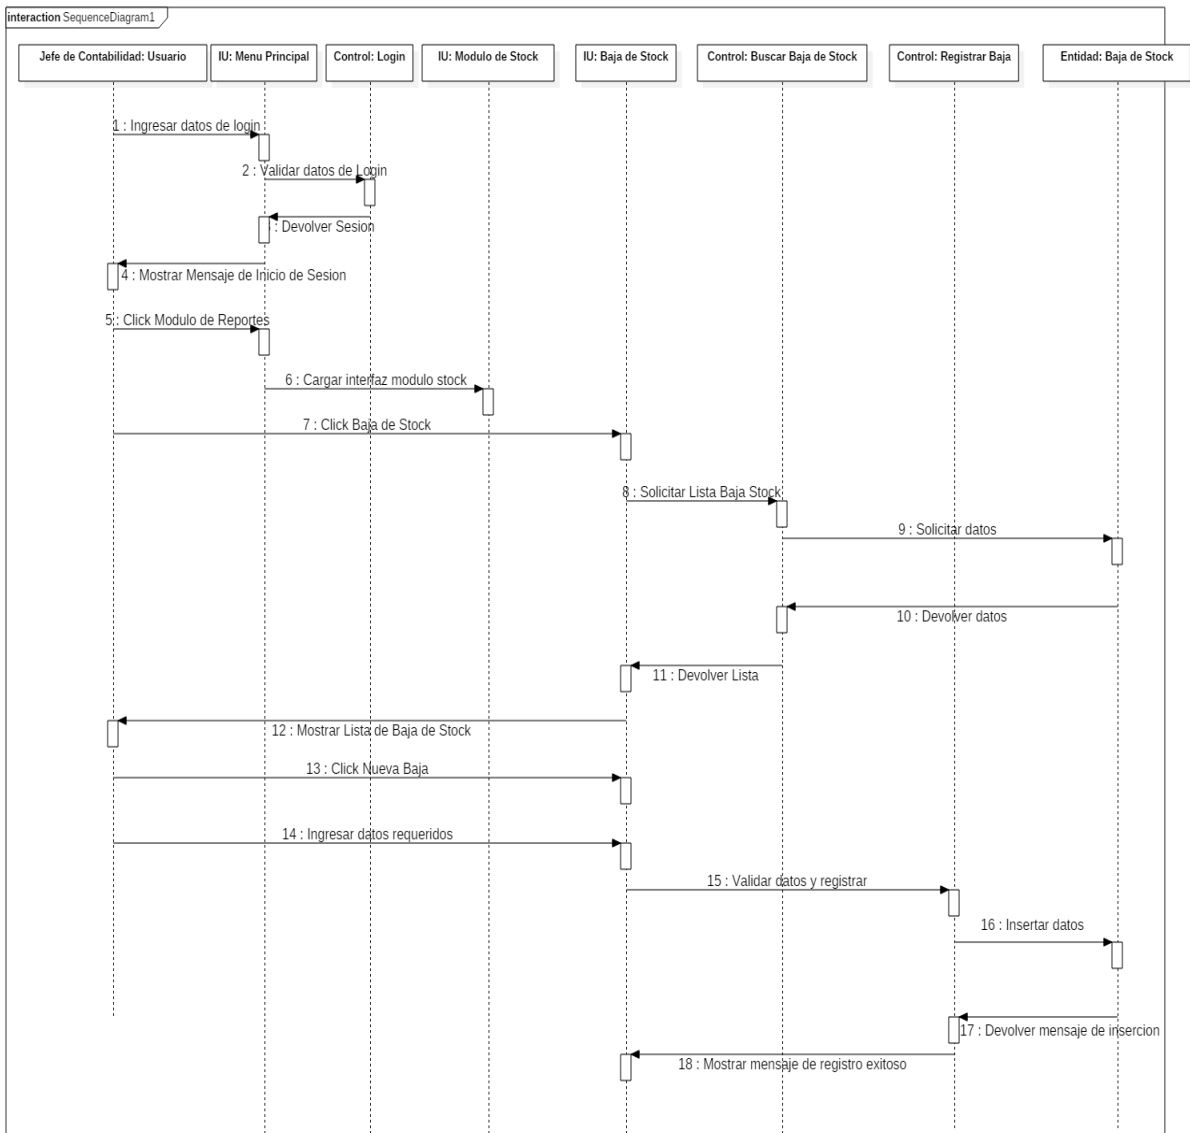 interaction SequenceDiagram1
Jefe de Contabilidad: Usuario
IU: Menu Principal
Control: Login
IU: Modulo de Stock
IU: Baja de Stock
Control: Buscar Baja de Stock
Control: Registrar Baja
Entidad: Baja de Stock
1 : Ingresar datos de login
2 : Validar datos de Login
: Devolver Sesion
4 : Mostrar Mensaje de Inicio de Sesion
5 : Click Modulo de Reportes
6 : Cargar interfaz modulo stock
7 : Click Baja de Stock
8 : Solicitar Lista Baja Stock
9 : Solicitar datos
10 : Devolver datos
11 : Devolver Lista
12 : Mostrar Lista de Baja de Stock
13 : Click Nueva Baja
14 : Ingresar datos requeridos
15 : Validar datos y registrar
16 : Insertar datos
17 : Devolver mensaje de insercion
18 : Mostrar mensaje de registro exitoso